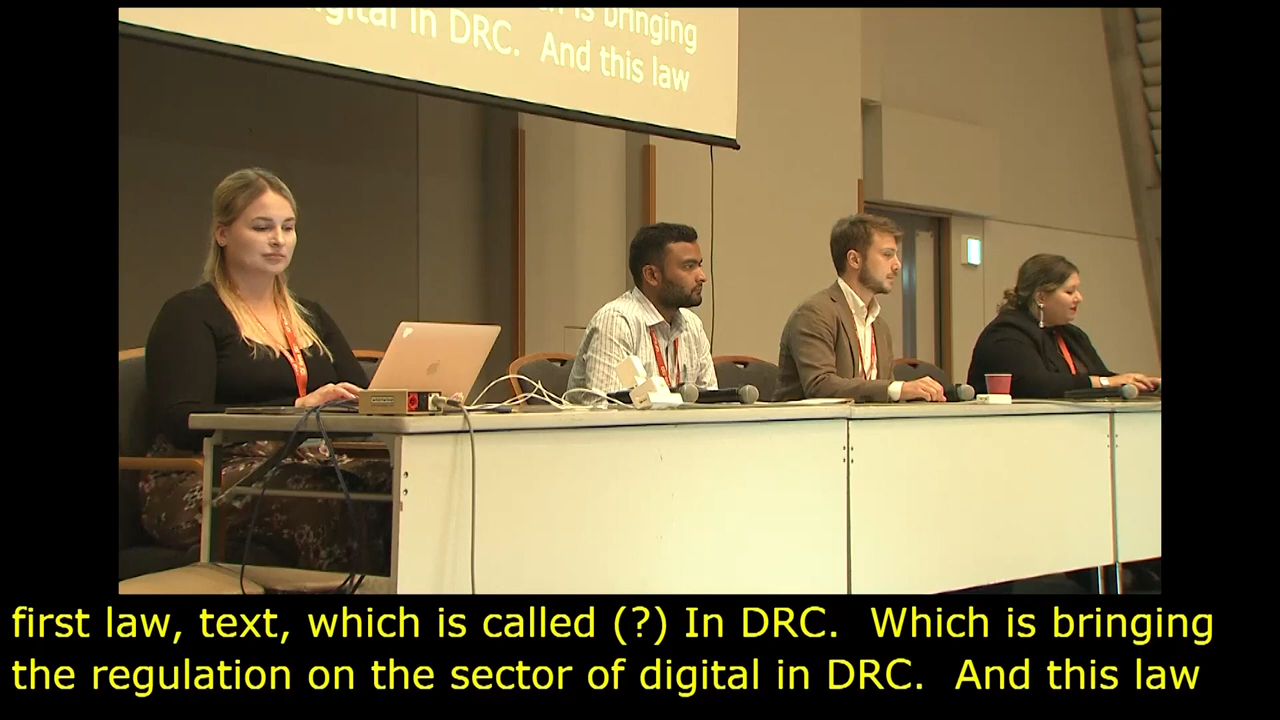 is bringing
digital in DRC.  And this law
first law, text, which is called (?) In DRC.  Which is bringing
the regulation on the sector of digital in DRC.  And this law